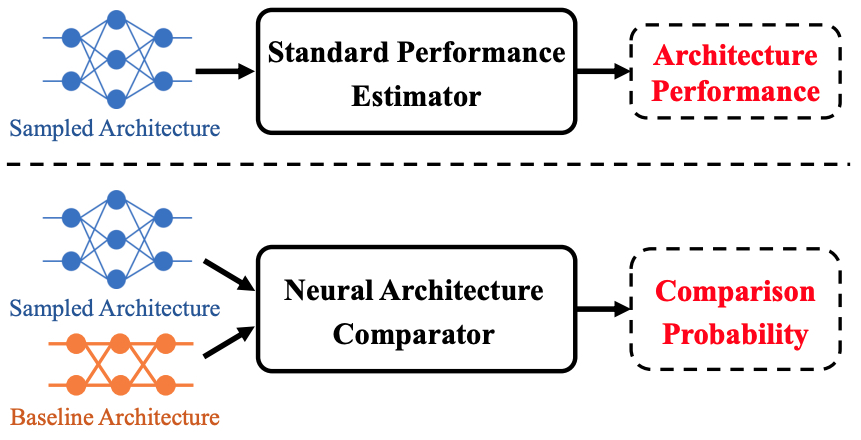 Standard Performance
Estimator
Architecture
Performance
Sampled Architecture
Neural Architecture
Comparator
Comparison
Probability
Sampled Architecture
Baseline Architecture